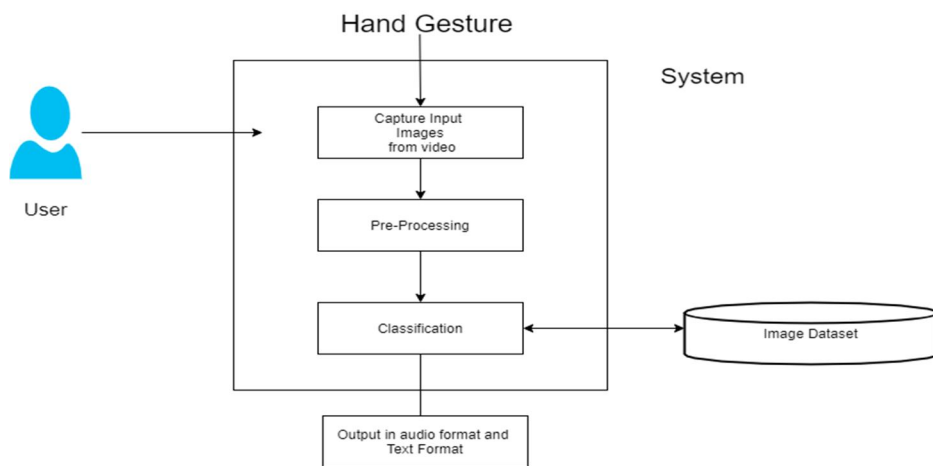 Hand Gesture
System
Capture Input
Images
from video
User
Pre-Processing
Classification
Image Dataset
Output in audio format and
Text Format